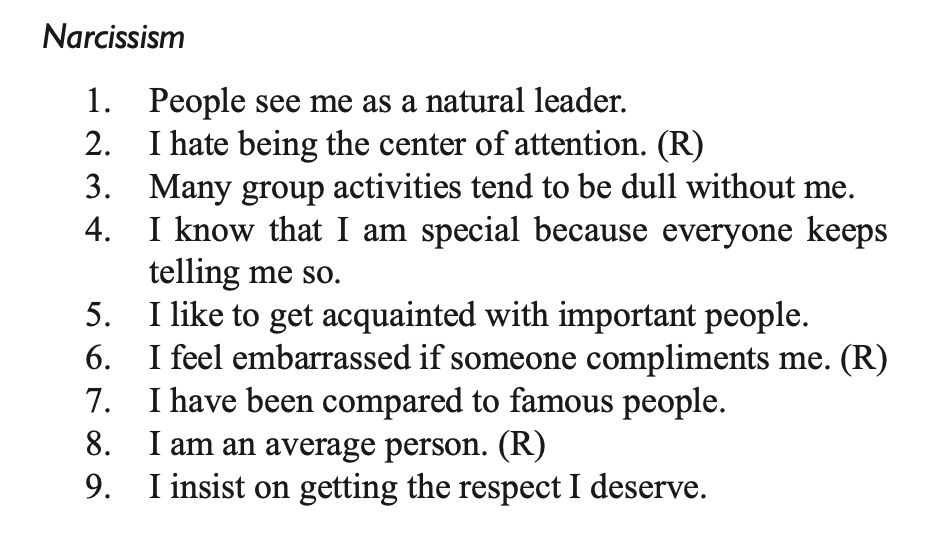 Narcissism
1. People see me as a natural leader.
2. I hate being the center of attention. (R)
3. Many group activities tend to be dull without me.
4. I know that I am special because everyone keeps
telling me so.
5. I like to get acquainted with important people.
6. I feel embarrassed if someone compliments me. (R)
7. I have been compared to famous people.
8. I am an average person. (R)
9. I insist on getting the respect I deserve.